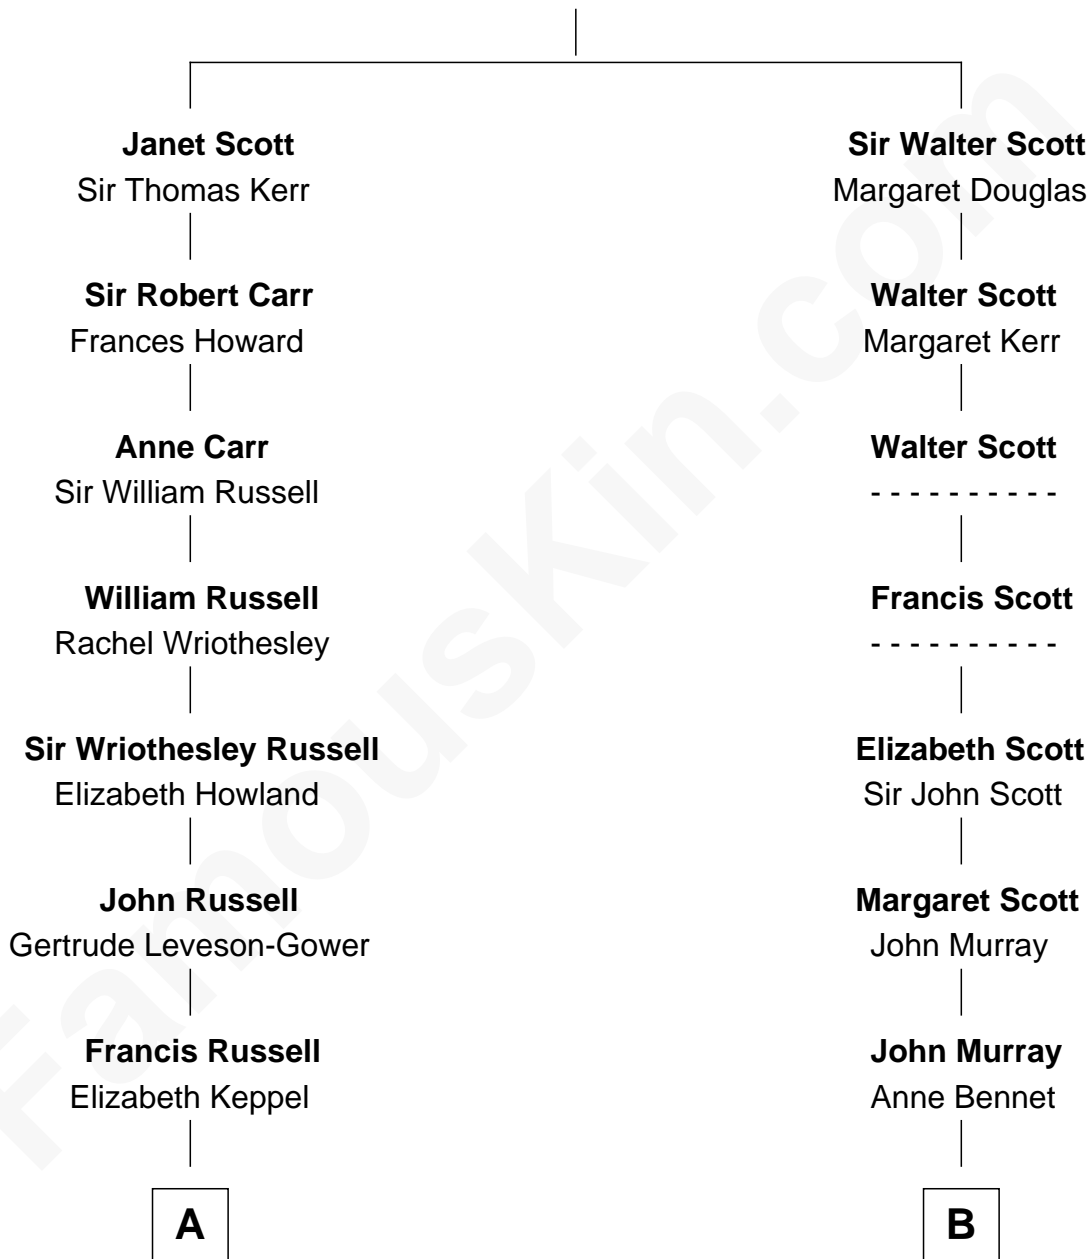 Janet Scott
Sir Thomas Kerr
Sir Robert Carr
Frances Howard
Anne Carr
Sir William Russell
William Russell
Rachel Wriothesley
Sir Wriothesley Russell
Elizabeth Howland
John Russell
Gertrude Leveson-Gower
Francis Russell
Elizabeth Keppel
A
Sir Walter Scott
Margaret Douglas
Walter Scott
Margaret Kerr
Walter Scott
- - - - - - - - - -
Francis Scott
- - - - - - - - - -
Elizabeth Scott
Sir John Scott
Margaret Scott
John Murray
John Murray
Anne Bennet
B
FamousKin.com